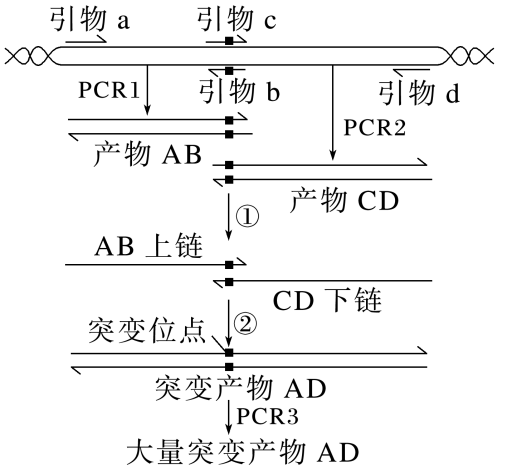 引物 a 引物 c
引物 b 引物 d
PCR1
PCR2
产物 AB
产物 CD
①
AB 上链
CD 下链
②
突变位点
突变产物 AD
PCR3
大量突变产物 AD